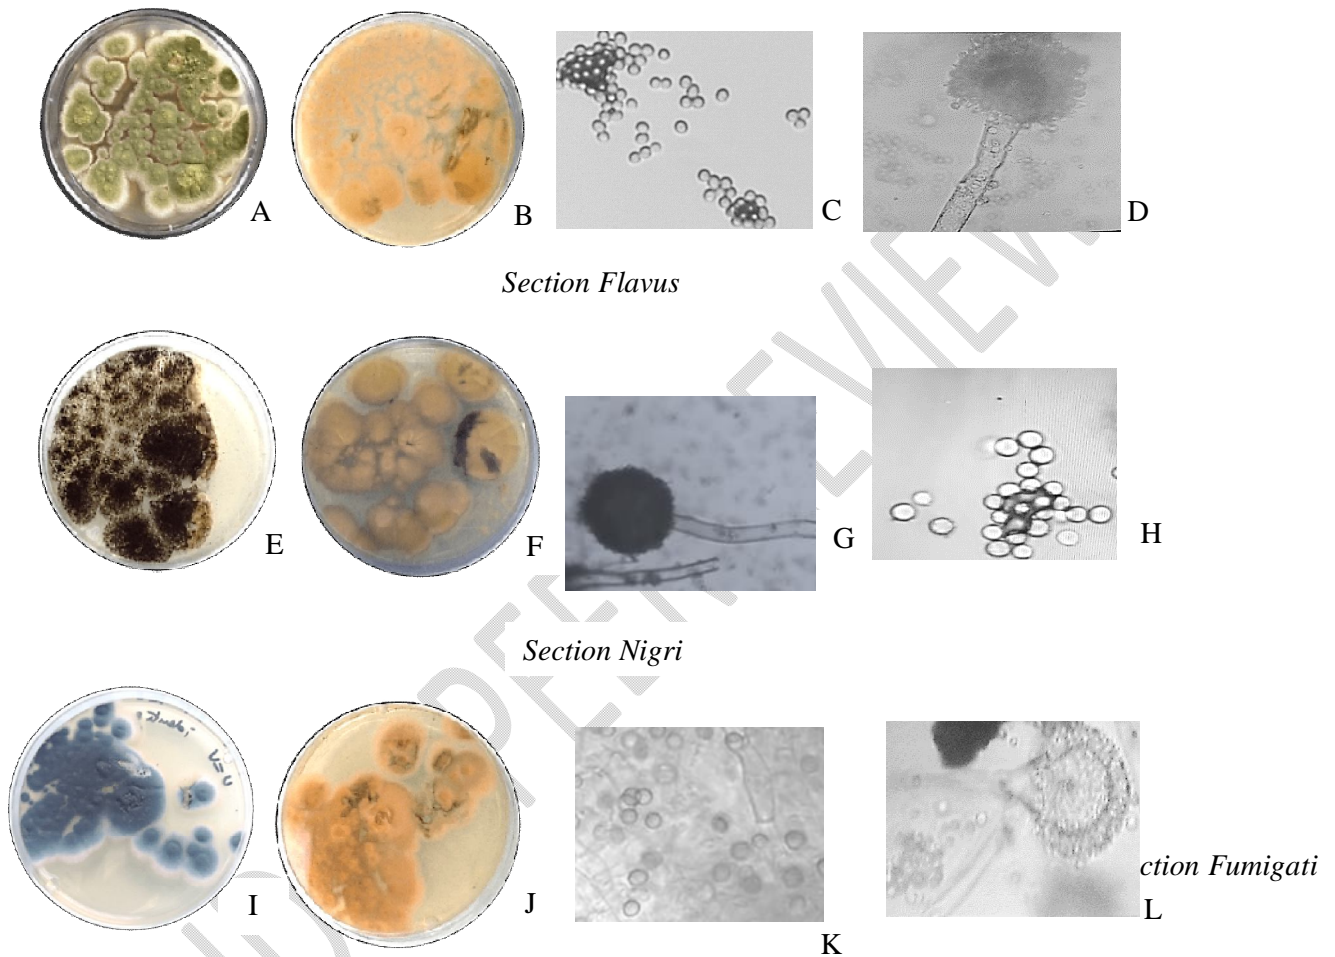 A
B
C
D
Section Flavus
E
F
G
H
Section Nigri
I
J
K
L
ction Fumigati